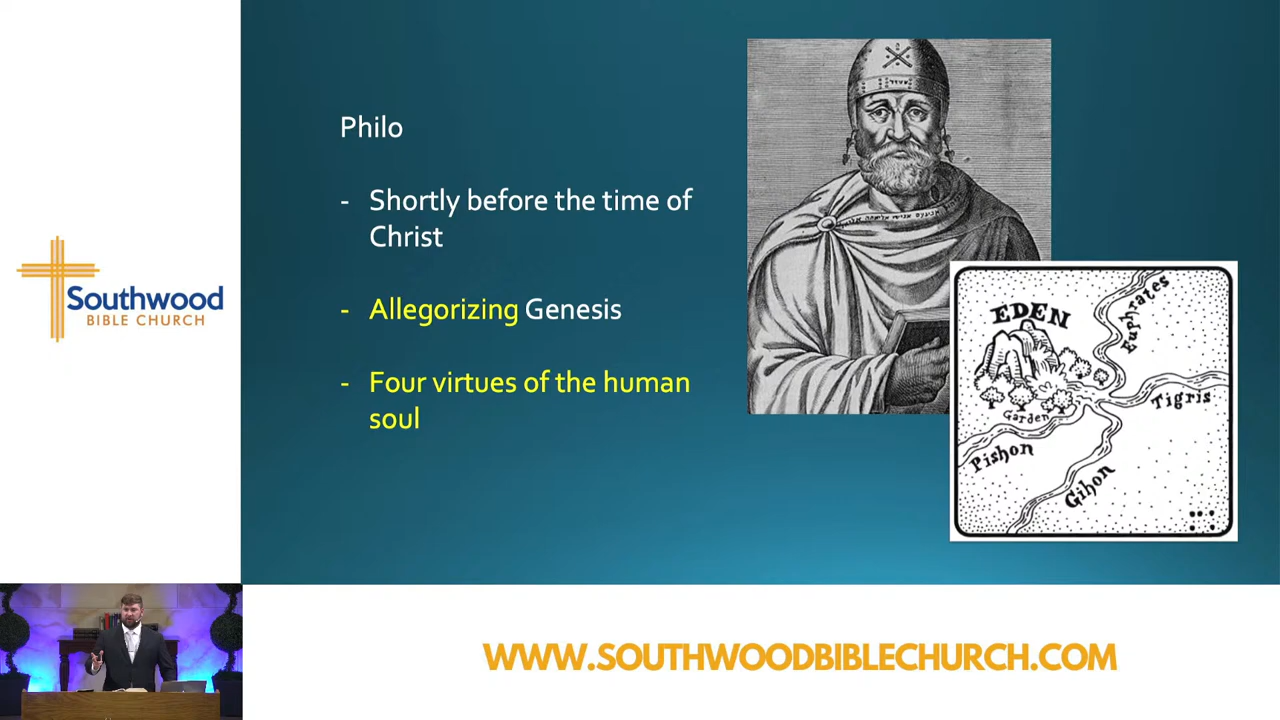 Philo
- Shortly before the time of
Christ
- Allegorizing Genesis
- Four virtues of the human
soul
EDEN
Euphrates
Tigris
Garden
Pishon
Gihon
Southwood
BIBLE CHURCH
WWW.SOUTHWOODBIBLECHURCH.COM